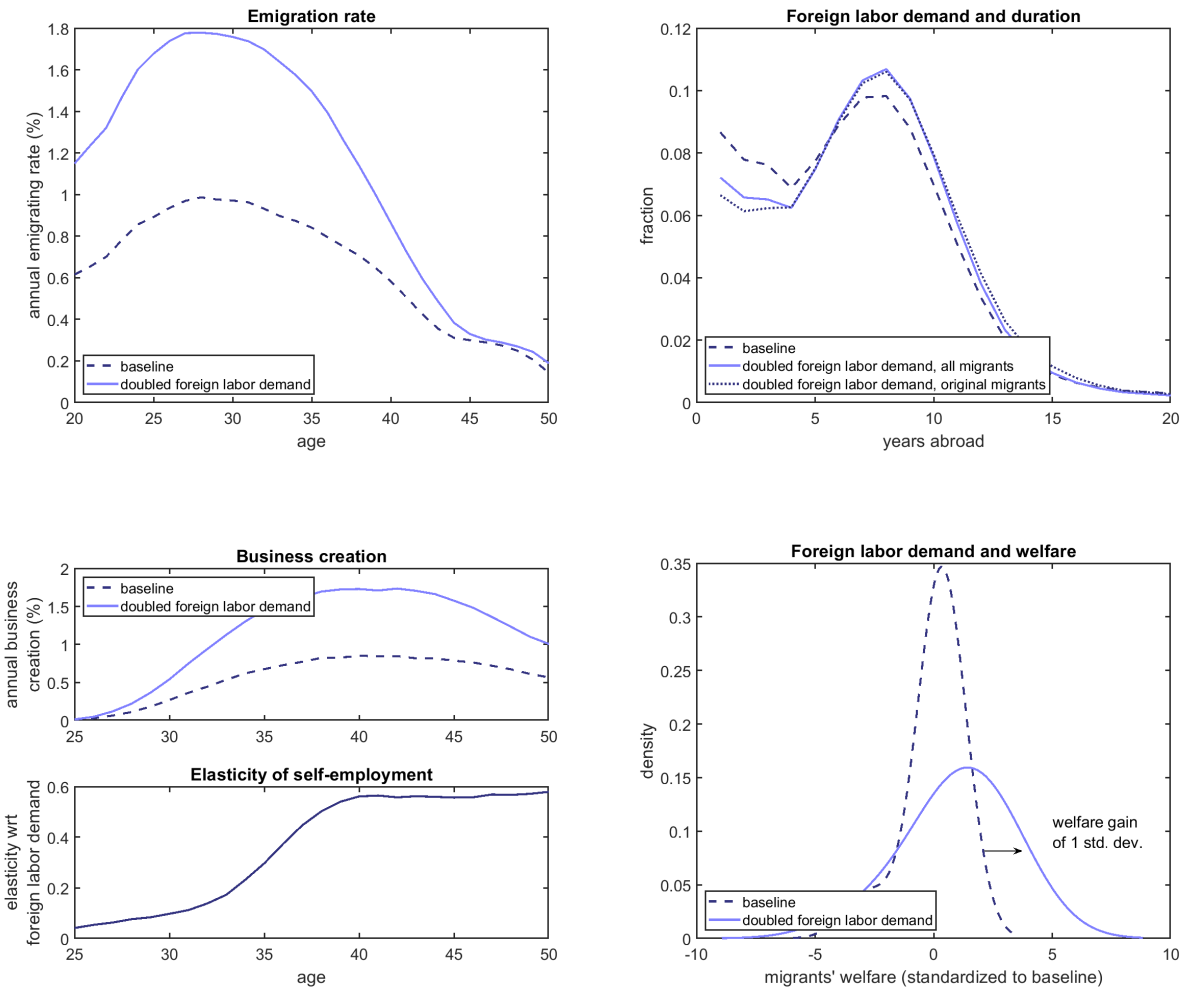 Emigration rate
annual emigrating rate (%)
1.8
1.6
1.4
1.2
1
0.8
0.6
0.4
0.2
0
baseline
doubled foreign labor demand
20 25 30 35 40 45 50
age
Foreign labor demand and duration
fraction
0.12
0.1
0.08
0.06
0.04
0.02
0
baseline
doubled foreign labor demand, all migrants
doubled foreign labor demand, original migrants
0 5 10 15 20
years abroad
Business creation
annual business
creation (%)
2
1.5
1
0.5
0
baseline
doubled foreign labor demand
25 30 35 40 45 50
Elasticity of self-employment
elasticity wrt
foreign labor demand
0.6
0.4
0.2
0
25 30 35 40 45 50
age
Foreign labor demand and welfare
density
0.35
0.3
0.25
0.2
0.15
0.1
0.05
0
welfare gain
of 1 std. dev.
baseline
doubled foreign labor demand
-10 -5 0 5 10
migrants' welfare (standardized to baseline)